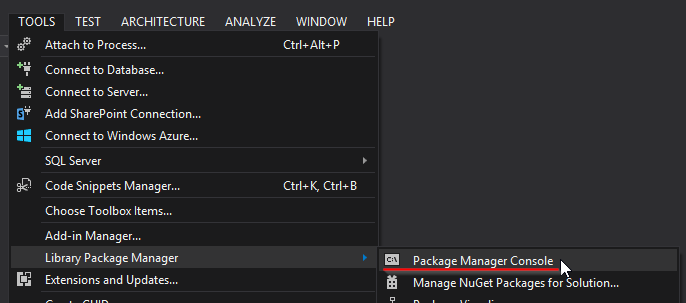 TOOLS TEST ARCHITECTURE ANALYZE WINDOW HELP
Attach to Process... Ctrl+Alt+P
Connect to Database...
Connect to Server...
Add SharePoint Connection...
Connect to Windows Azure...
SQL Server
Code Snippets Manager... Ctrl+K, Ctrl+B
Choose Toolbox Items...
Add-in Manager...
Library Package Manager
C:\ Package Manager Console
Extensions and Updates...
Manage NuGet Packages for Solution...